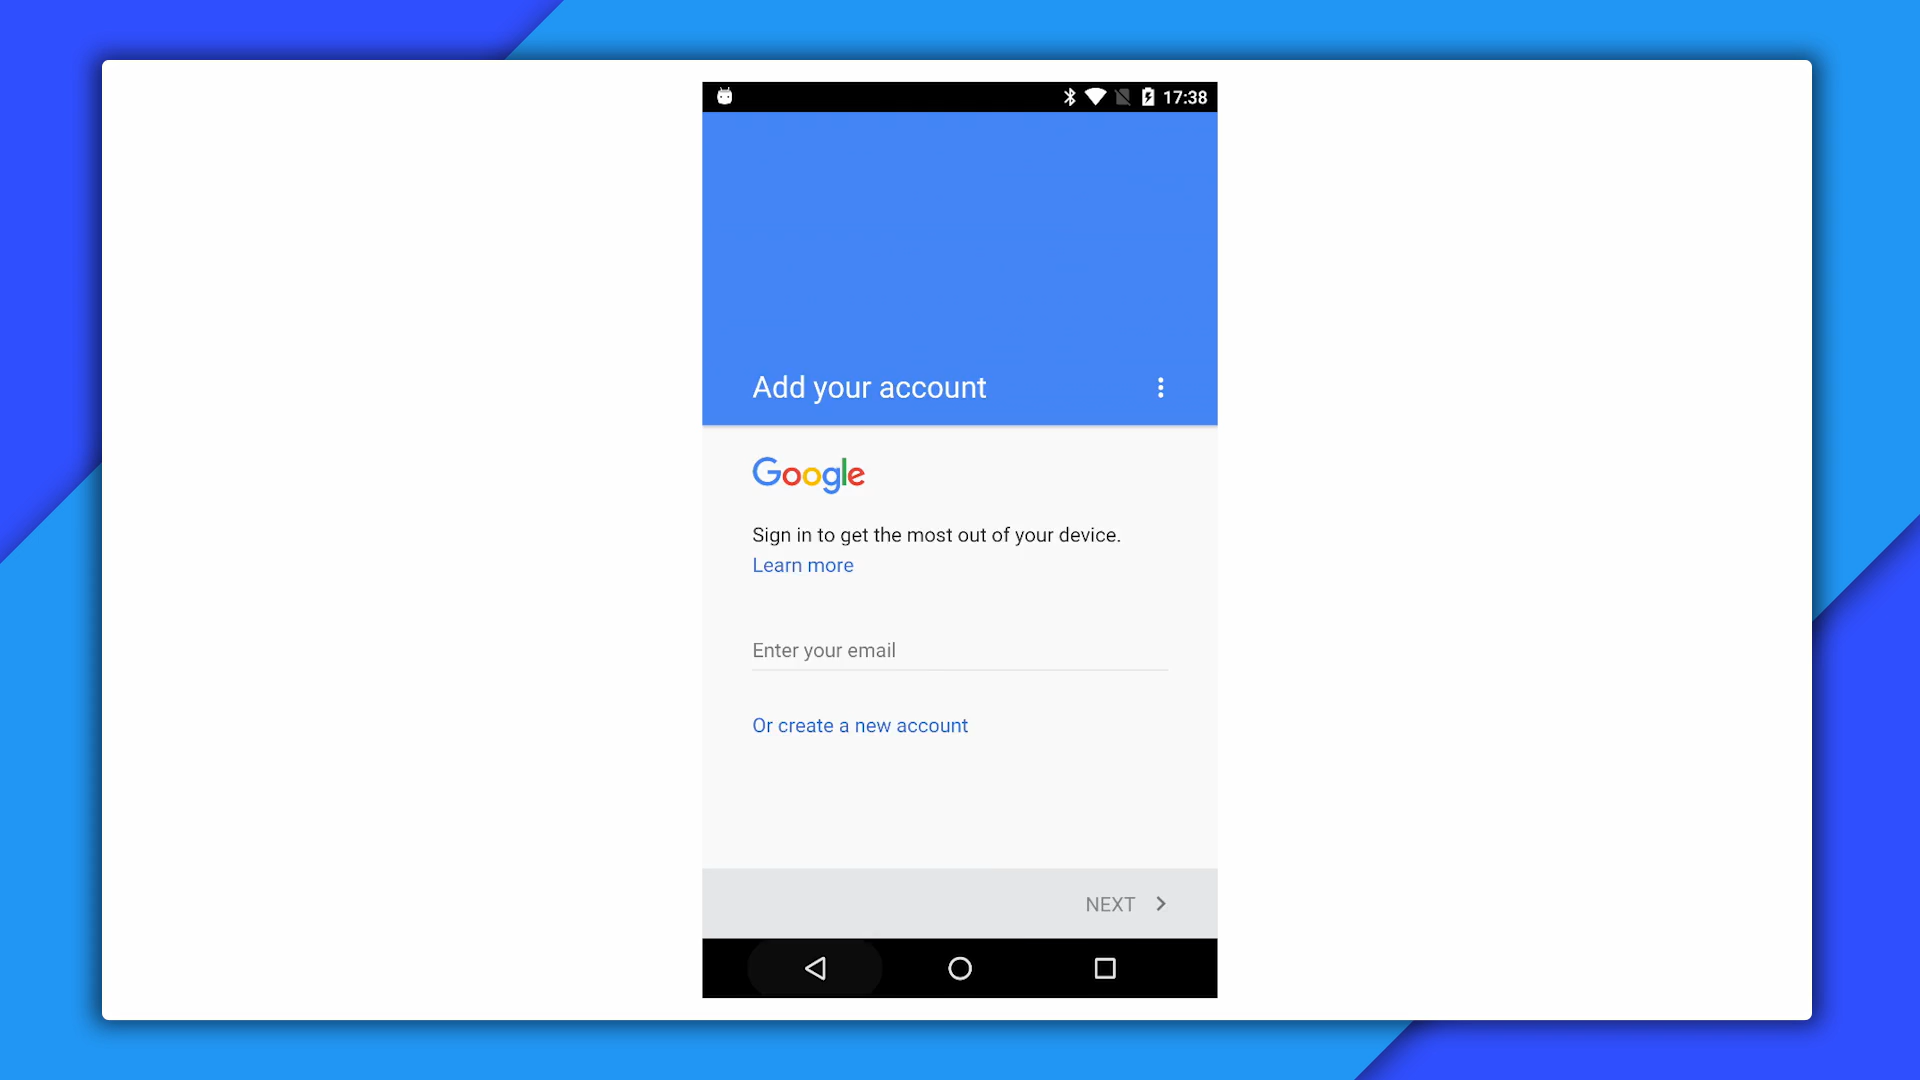 17:38
Add your account
Google
Sign in to get the most out of your device.
Learn more
Enter your email
Or create a new account
NEXT